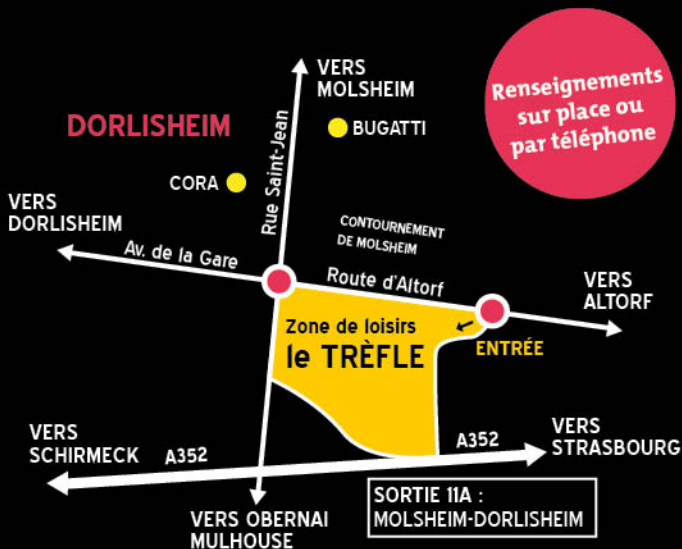 VERS
MOLSHEIM
Renseignements
sur place ou
par téléphone
DORLISHEIM
BUGATTI
Rue Saint-Jean
CORA
VERS
DORLISHEIM
CONTOURNEMENT
DE MOLSHEIM
Av. de la Gare
Route d'Altorf
VERS
ALTORF
Zone de loisirs
le TRÈFLE
ENTRÉE
VERS
SCHIRMECK
A352
A352
VERS
STRASBOURG
SORTIE 11A :
MOLSHEIM-DORLISHEIM
VERS OBERNAI
MULHOUSE